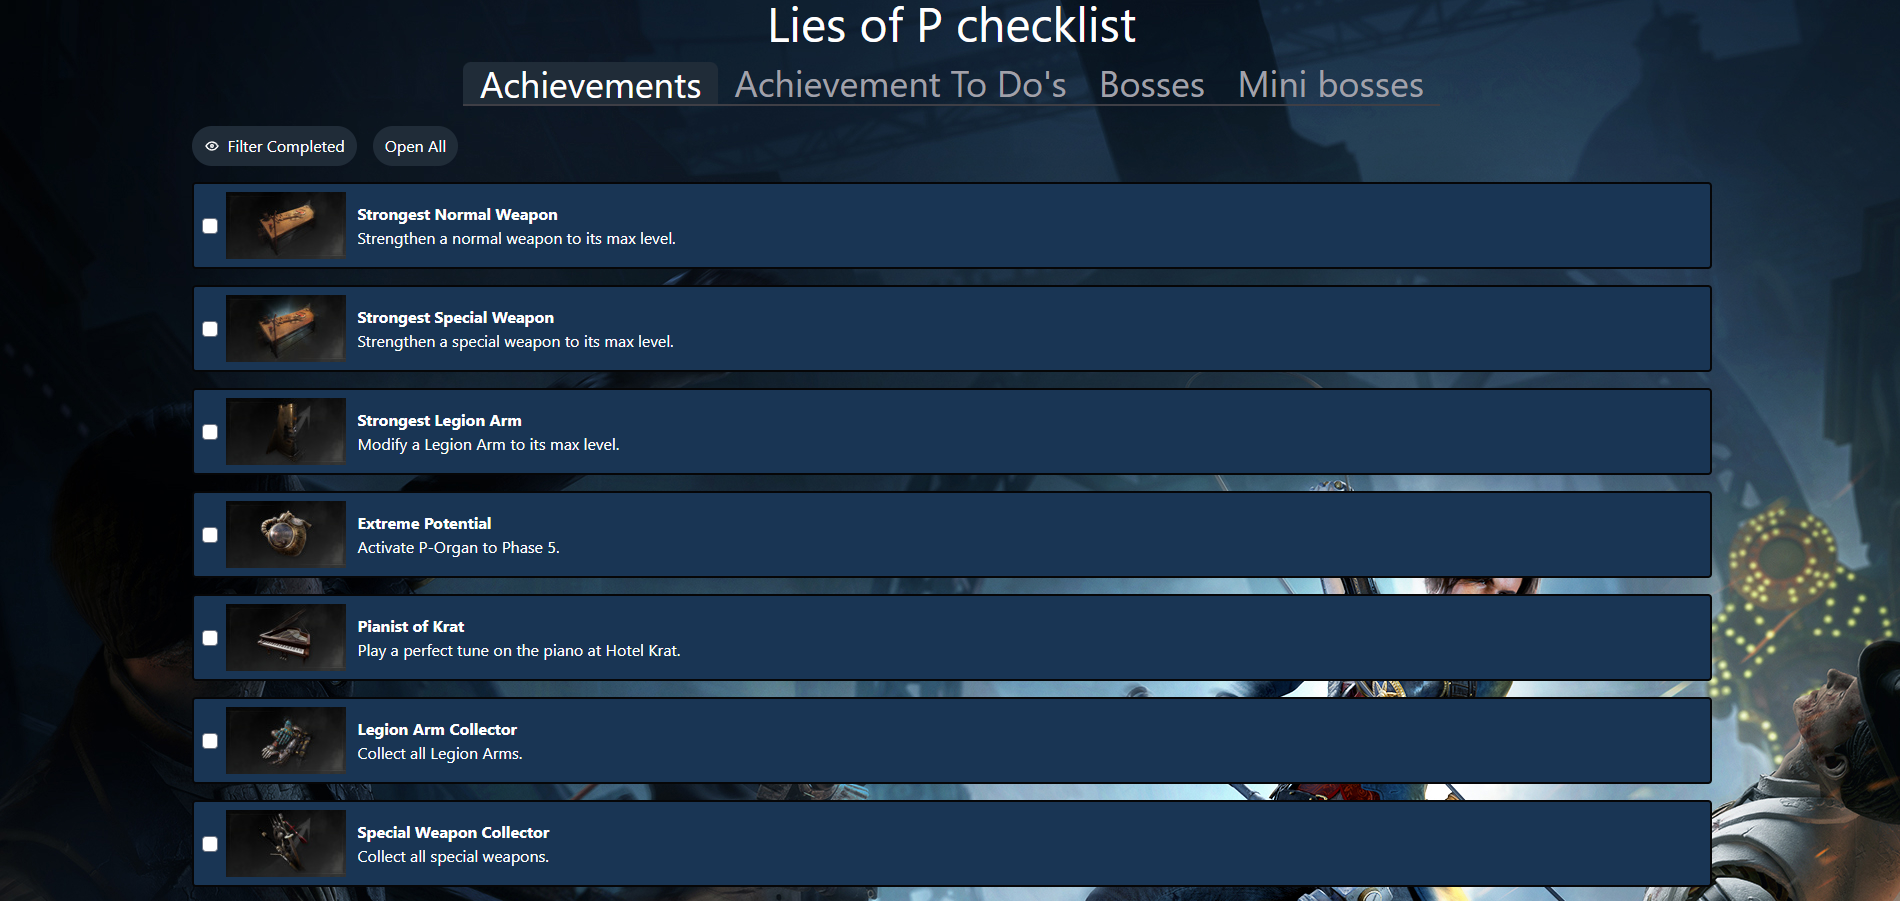 Lies of P checklist
Achievements Achievement To Do's Bosses Mini bosses
Filter Completed Open All
Strongest Normal Weapon
Strengthen a normal weapon to its max level.
Strongest Special Weapon
Strengthen a special weapon to its max level.
Strongest Legion Arm
Modify a Legion Arm to its max level.
Extreme Potential
Activate P-Organ to Phase 5.
Pianist of Krat
Play a perfect tune on the piano at Hotel Krat.
Legion Arm Collector
Collect all Legion Arms.
Special Weapon Collector
Collect all special weapons.